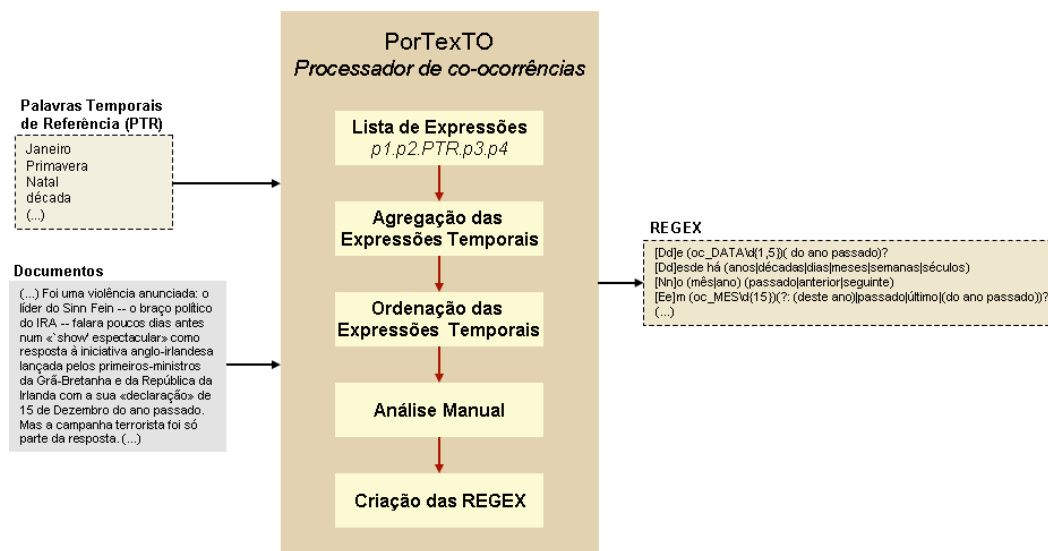 PorTexTO
Processador de co-ocorrências
Palavras Temporais
de Referência (PTR)
Janeiro
Primavera
Natal
década
(...)
Documentos
(...) Foi uma violência anunciada: o
líder do Sinn Fein -- o braço político
do IRA -- falara poucos dias antes
num «`show' espectacular» como
resposta à iniciativa anglo-irlandesa
lançada pelos primeiros-ministros
da Grã-Bretanha e da República da
Irlanda com a sua «declaração» de
15 de Dezembro do ano passado.
Mas a campanha terrorista foi só
parte da resposta. (...)
Lista de Expressões
p1.p2.PTR.p3.p4
Agregação das
Expressões Temporais
Ordenação das
Expressões Temporais
Análise Manual
Criação das REGEX
REGEX
[Dd]e (oc_DATA\d{1,5})( do ano passado)?
[Dd]esde há (anos|décadas|dias|meses|semanas|séculos)
[Nn]o (mês|ano) (passado|anterior|seguinte)
[Ee]m (oc_MES\d{15})(?: (deste ano)|passado|último|(do ano passado))?
(...)